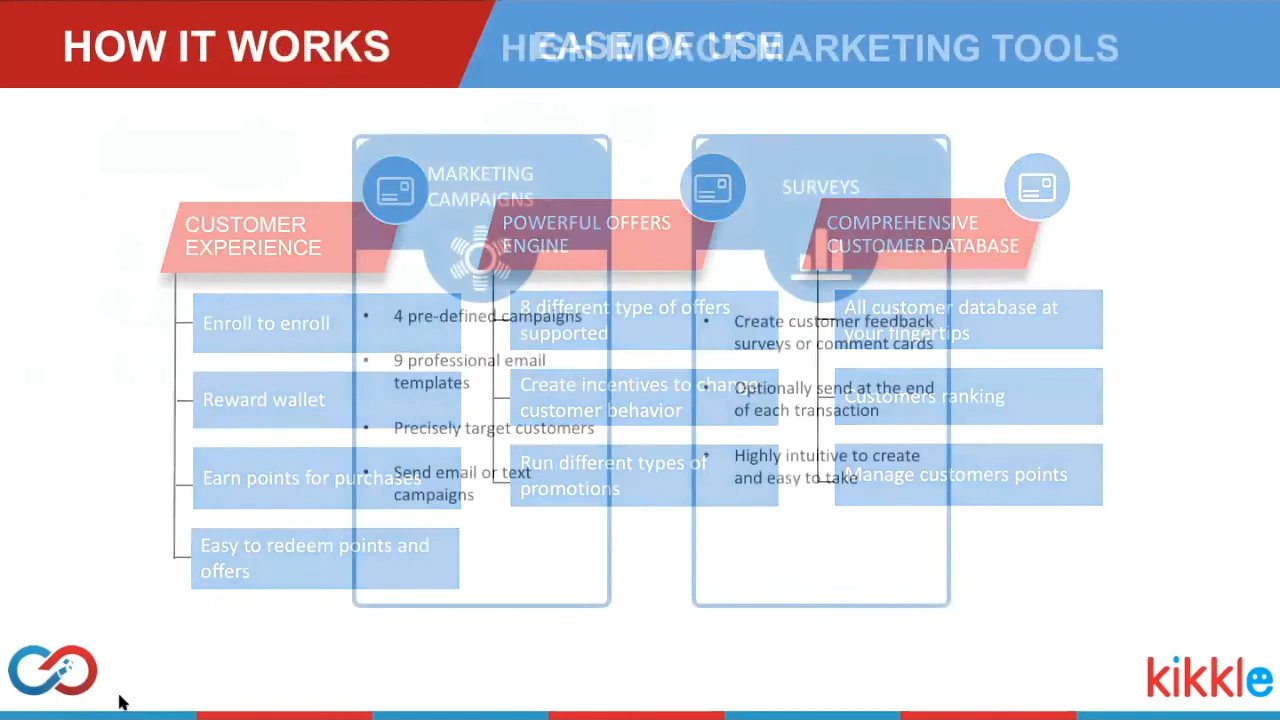 HOW IT WORKS
EASE OF USE
HIGH IMPACT MARKETING TOOLS
CUSTOMER
EXPERIENCE
Enroll to enroll
Reward wallet
Earn points for purchases
Easy to redeem points and
offers
MARKETING
CAMPAIGNS
• 4 pre-defined campaigns
• 9 professional email
templates
• Precisely target customers
• Send email or text
campaigns
POWERFUL OFFERS
ENGINE
8 different type of offers
supported
Create incentives to change
customer behavior
Run different types of
promotions
SURVEYS
• Create customer feedback
surveys or comment cards
• Optionally send at the end
of each transaction
• Highly intuitive to create
and easy to take
COMPREHENSIVE
CUSTOMER DATABASE
All customer database at
your fingertips
Customers ranking
Manage customers points
kikkle